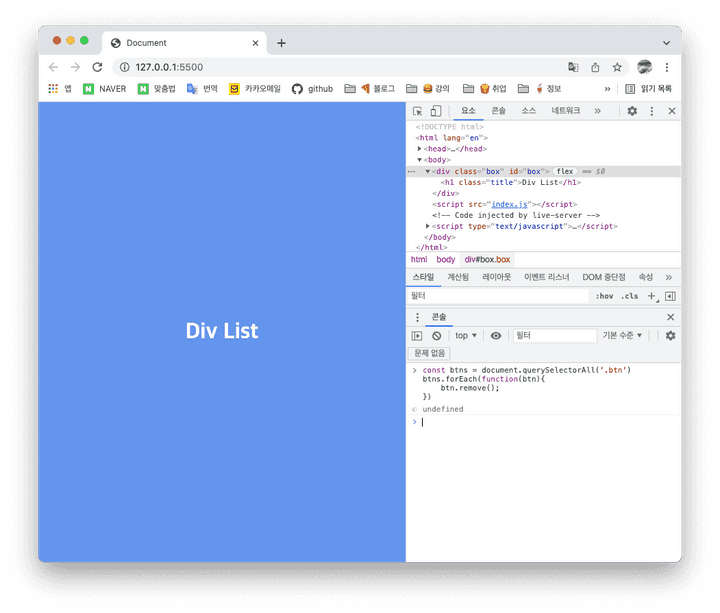 Document
127.0.0.1:5500
앱 NAVER 맞춤법 번역 카카오메일 github 블로그 강의 취업 정보 » 읽기 목록
요소 콘솔 소스 네트워크 »
<!DOCTYPE html>
<html lang="en">
<head>…</head>
<body>
<div class="box" id="box"> flex == $0
<h1 class="title">Div List</h1>
</div>
<script src="index.js"></script>
<!-- Code injected by live-server -->
<script type="text/javascript">…</script>
</body>
</html>
html body div#box.box
스타일 계산됨 레이아웃 이벤트 리스너 DOM 중단점 속성 »
필터 :hov .cls
콘솔
top 필터 기본 수준
문제 없음
const btns = document.querySelectorAll('.btn')
btns.forEach(function(btn){
btn.remove();
})
undefined
Div List